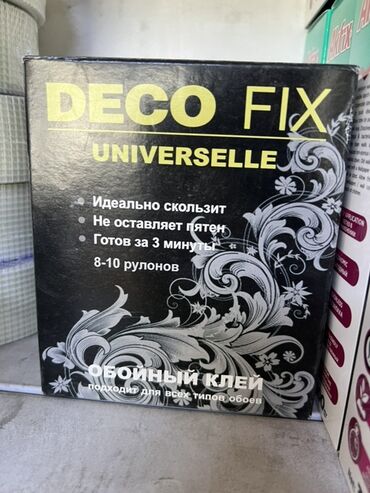 DECO FIX
UNIVERSELLE
Идеально скользит
Не оставляет пятен
Готов за 3 минуты
8-10 рулонов
ОБОЙНЫЙ КЛЕЙ
подходит для всех типов обоев